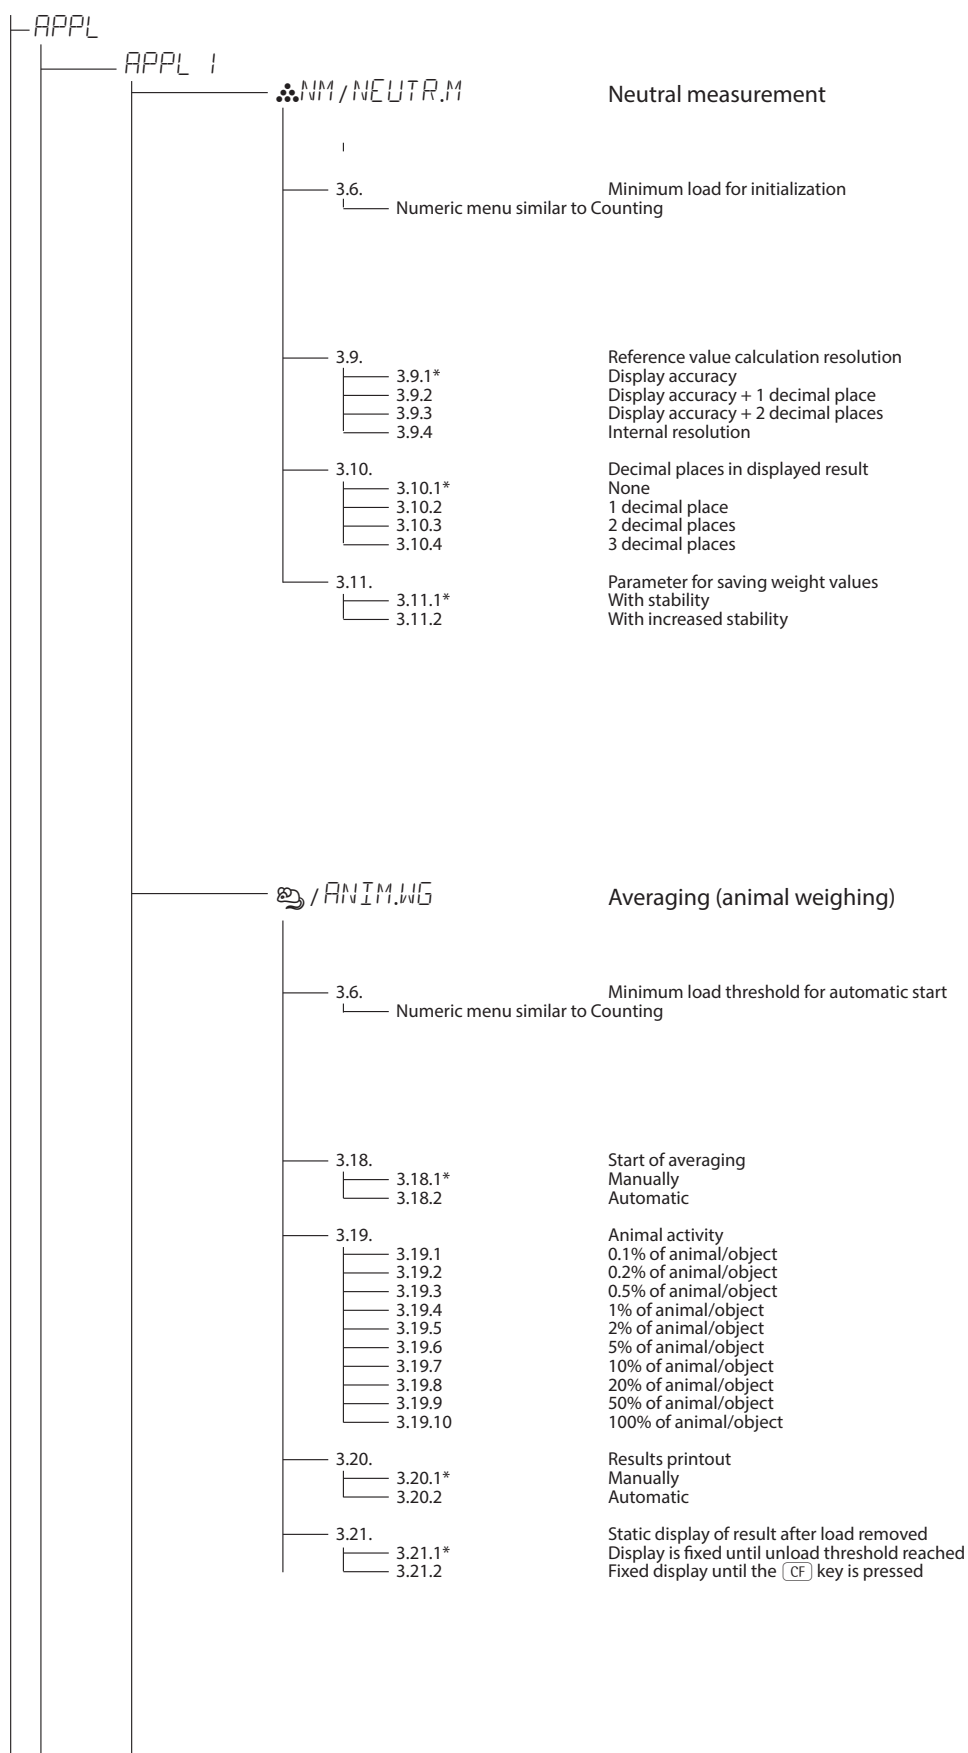 APPL
APPL 1
NM / NEUTR.M Neutral measurement
3.6. Minimum load for initialization
Numeric menu similar to Counting
3.9. Reference value calculation resolution
3.9.1* Display accuracy
3.9.2 Display accuracy + 1 decimal place
3.9.3 Display accuracy + 2 decimal places
3.9.4 Internal resolution
3.10. Decimal places in displayed result
3.10.1* None
3.10.2 1 decimal place
3.10.3 2 decimal places
3.10.4 3 decimal places
3.11. Parameter for saving weight values
3.11.1* With stability
3.11.2 With increased stability
/ ANIM.WG Averaging (animal weighing)
3.6. Minimum load threshold for automatic start
Numeric menu similar to Counting
3.18. Start of averaging
3.18.1* Manually
3.18.2 Automatic
3.19. Animal activity
3.19.1 0.1% of animal/object
3.19.2 0.2% of animal/object
3.19.3 0.5% of animal/object
3.19.4 1% of animal/object
3.19.5 2% of animal/object
3.19.6 5% of animal/object
3.19.7 10% of animal/object
3.19.8 20% of animal/object
3.19.9 50% of animal/object
3.19.10 100% of animal/object
3.20. Results printout
3.20.1* Manually
3.20.2 Automatic
3.21. Static display of result after load removed
3.21.1* Display is fixed until unload threshold reached
3.21.2 Fixed display until the CF key is pressed